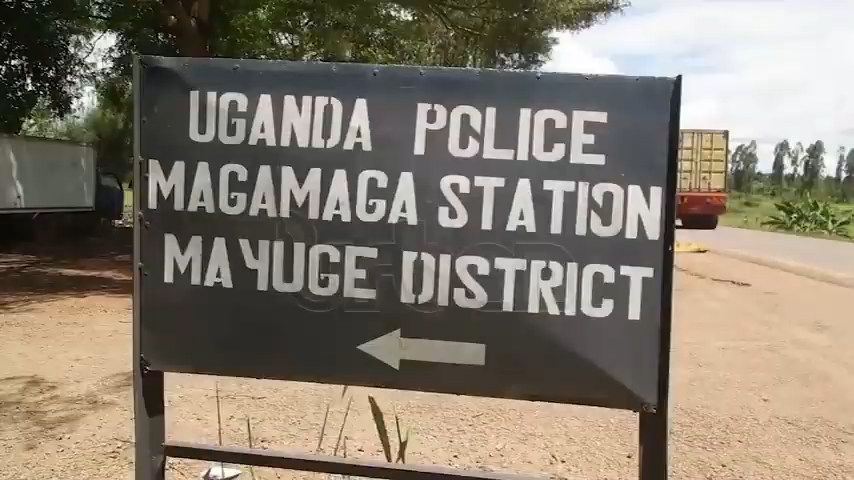 UGANDA POLICE
MAGAMAGA STATION
MAYUGE DISTRICT